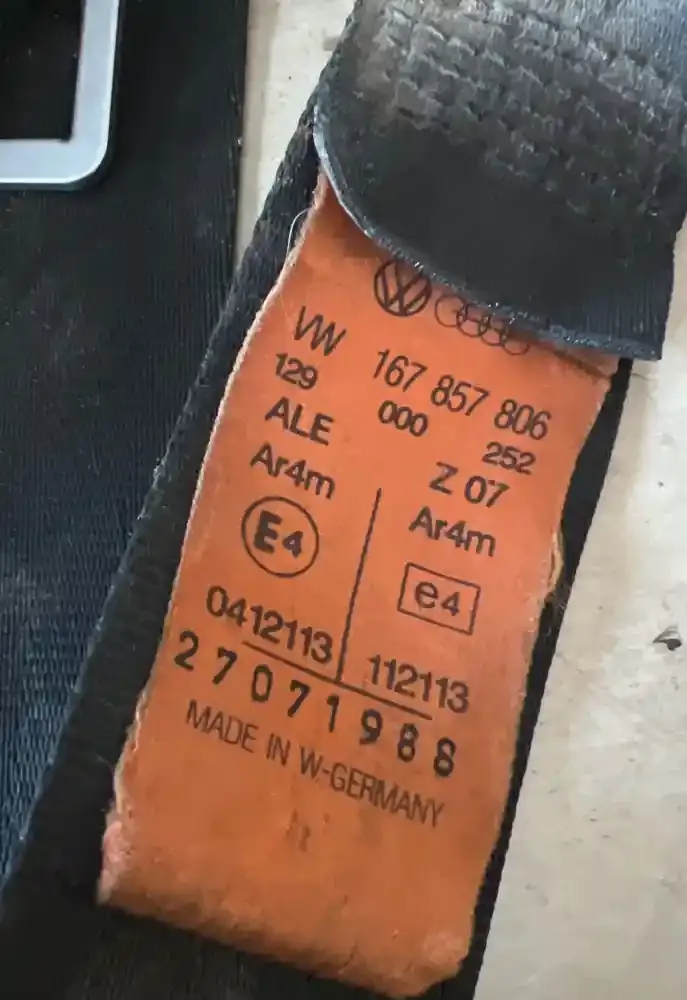 VW 167 857 806
129 000 252
ALE Z 07
Ar4m Ar4m
E4 e4
0412113 112113
27071988
MADE IN W-GERMANY